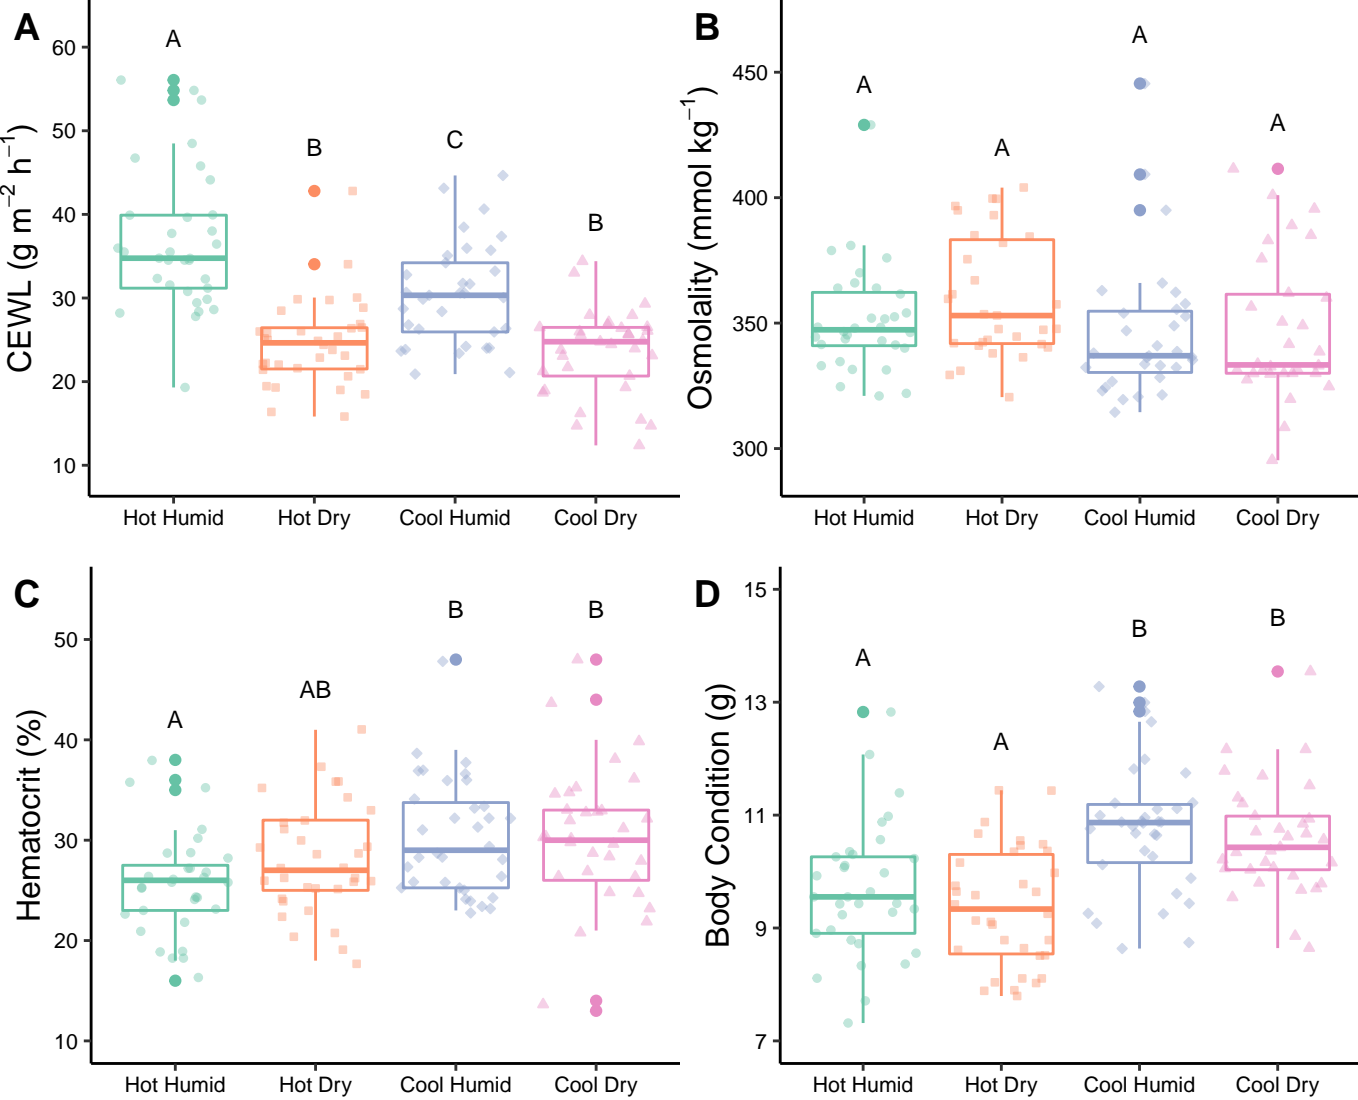 A
CEWL (g m⁻² h⁻¹)
60
50
40
30
20
10
A
B
C
B
Hot Humid
Hot Dry
Cool Humid
Cool Dry
B
Osmolality (mmol kg⁻¹)
450
400
350
300
A
A
A
A
Hot Humid
Hot Dry
Cool Humid
Cool Dry
C
Hematocrit (%)
50
40
30
20
10
A
AB
B
B
Hot Humid
Hot Dry
Cool Humid
Cool Dry
D
Body Condition (g)
15
13
11
9
7
A
A
B
B
Hot Humid
Hot Dry
Cool Humid
Cool Dry